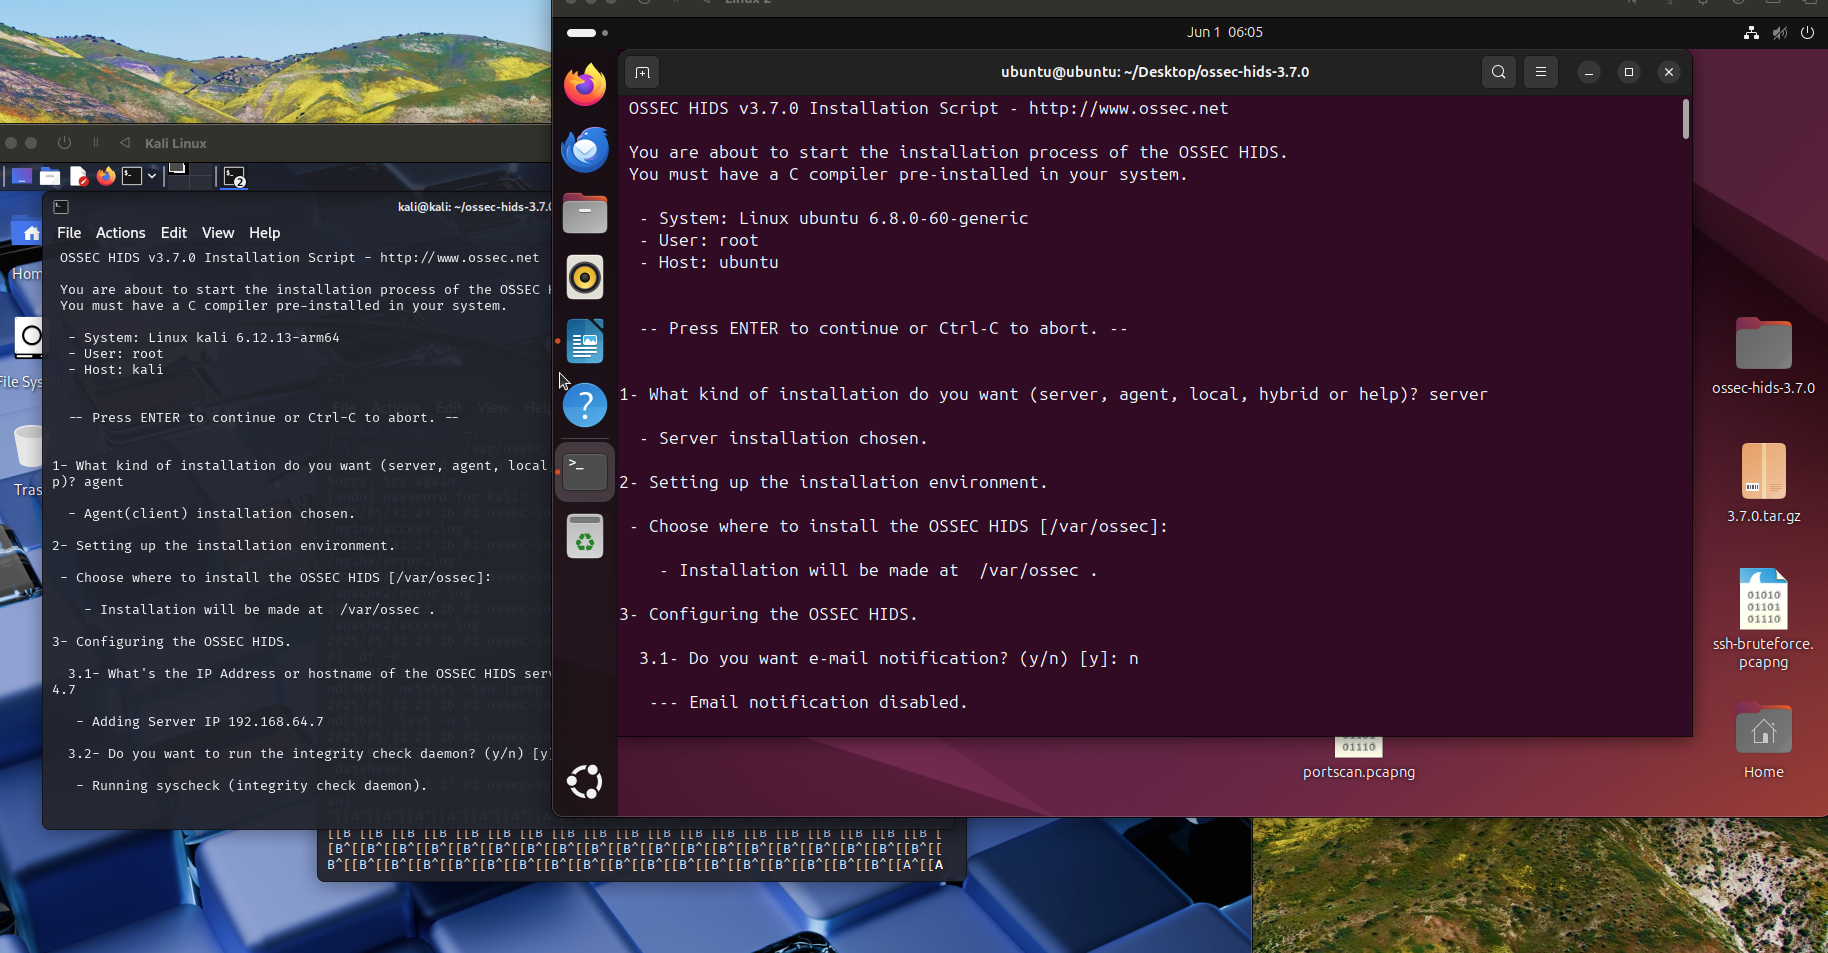 Linux 2
Jun 1 06:05
ubuntu@ubuntu: ~/Desktop/ossec-hids-3.7.0
OSSEC HIDS v3.7.0 Installation Script - http://www.ossec.net
You are about to start the installation process of the OSSEC HIDS.
You must have a C compiler pre-installed in your system.
- System: Linux ubuntu 6.8.0-60-generic
- User: root
- Host: ubuntu
-- Press ENTER to continue or Ctrl-C to abort. --
1- What kind of installation do you want (server, agent, local, hybrid or help)? server
- Server installation chosen.
2- Setting up the installation environment.
- Choose where to install the OSSEC HIDS [/var/ossec]:
- Installation will be made at  /var/ossec .
3- Configuring the OSSEC HIDS.
3.1- Do you want e-mail notification? (y/n) [y]: n
--- Email notification disabled.
ossec-hids-3.7.0
3.7.0.tar.gz
01010
01101
01110
ssh-bruteforce.
pcapng
Home
01110
portscan.pcapng
Kali Linux
2
kali@kali: ~/ossec-hids-3.7.0
File Actions Edit View Help
OSSEC HIDS v3.7.0 Installation Script - http://www.ossec.net
You are about to start the installation process of the OSSEC
You must have a C compiler pre-installed in your system.
- System: Linux kali 6.12.13-arm64
- User: root
- Host: kali
-- Press ENTER to continue or Ctrl-C to abort. --
1- What kind of installation do you want (server, agent, local
p)? agent
- Agent(client) installation chosen.
2- Setting up the installation environment.
- Choose where to install the OSSEC HIDS [/var/ossec]:
- Installation will be made at  /var/ossec .
3- Configuring the OSSEC HIDS.
3.1- What's the IP Address or hostname of the OSSEC HIDS serv
4.7
- Adding Server IP 192.168.64.7
3.2- Do you want to run the integrity check daemon? (y/n) [y]
- Running syscheck (integrity check daemon).
Home
File Sys
Tras